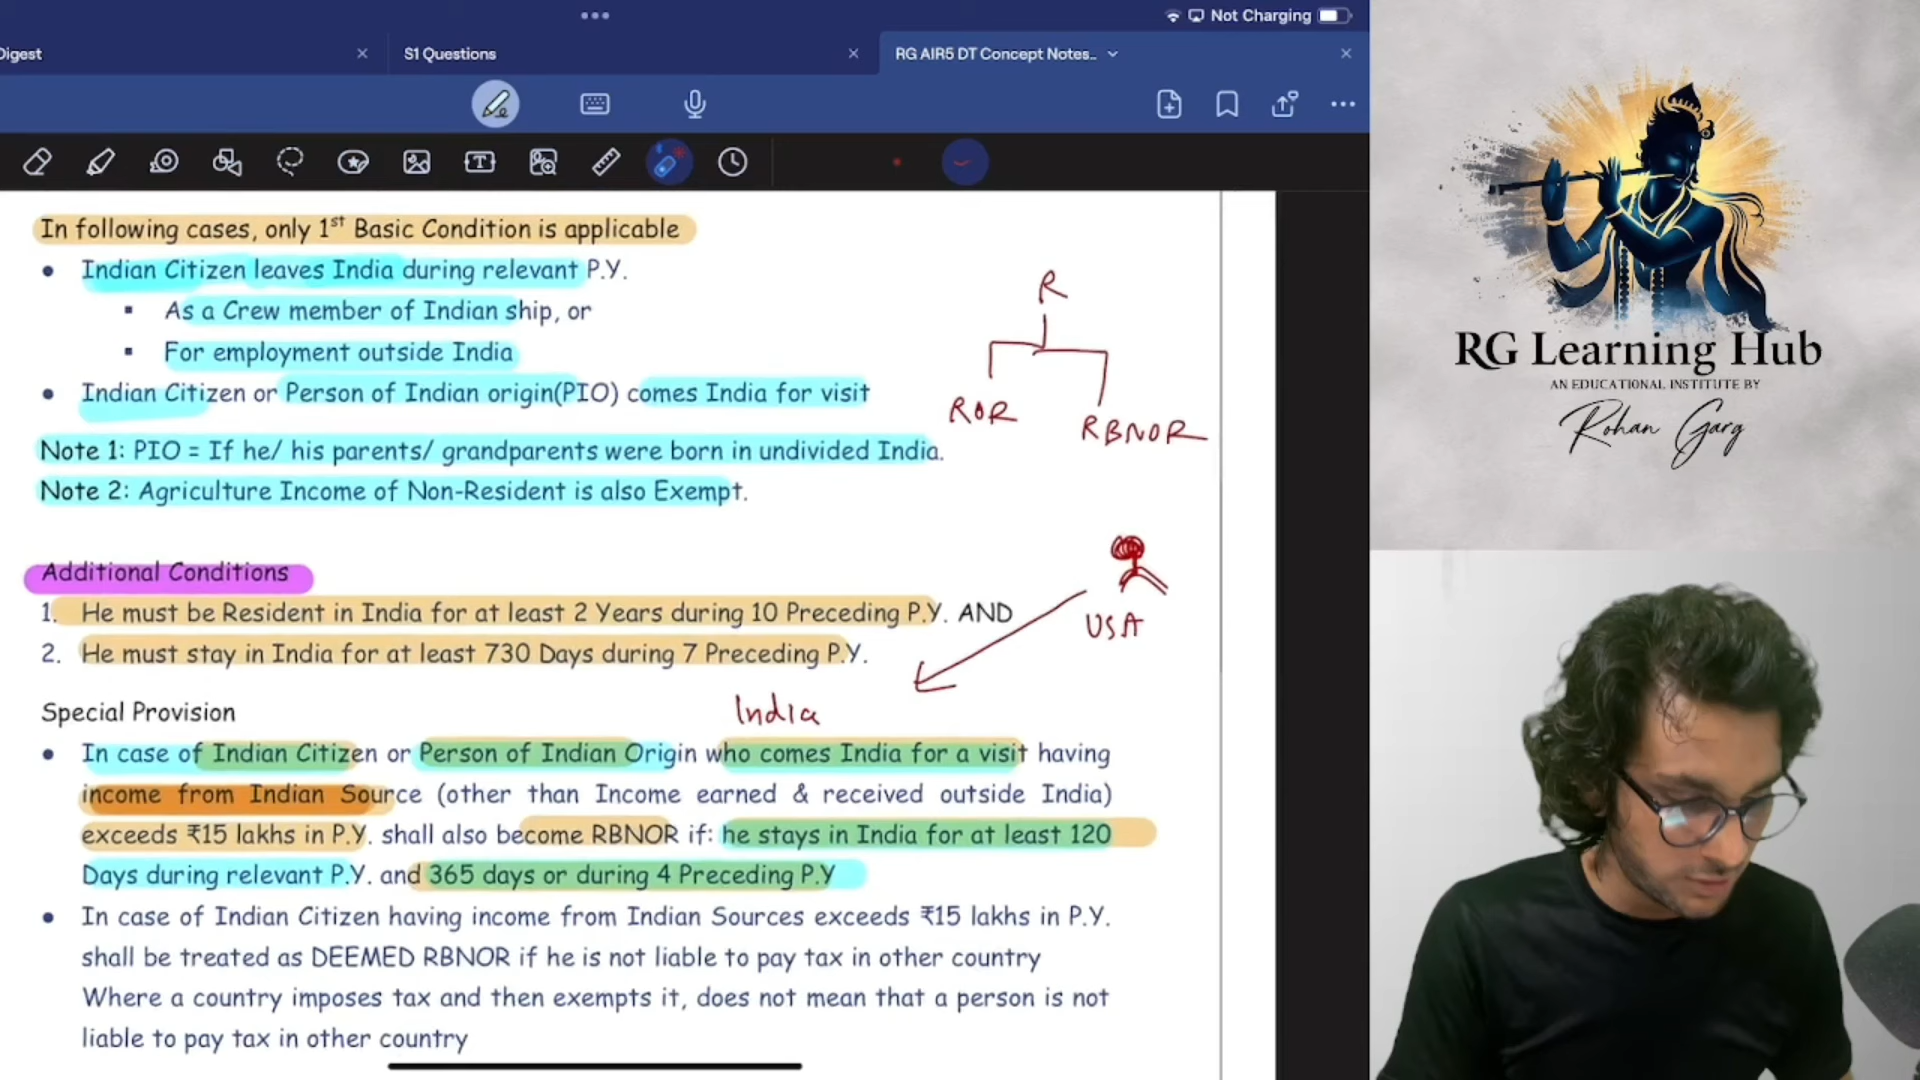 Not Charging
Digest
S1 Questions
RG AIR5 DT Concept Notes..
In following cases, only 1st Basic Condition is applicable
• Indian Citizen leaves India during relevant P.Y.
▪ As a Crew member of Indian ship, or
▪ For employment outside India
• Indian Citizen or Person of Indian origin(PIO) comes India for visit
Note 1: PIO = If he/ his parents/ grandparents were born in undivided India.
Note 2: Agriculture Income of Non-Resident is also Exempt.
R
ROR
RBNOR
Additional Conditions
1. He must be Resident in India for at least 2 Years during 10 Preceding P.Y. AND
2. He must stay in India for at least 730 Days during 7 Preceding P.Y.
USA
India
Special Provision
• In case of Indian Citizen or Person of Indian Origin who comes India for a visit having
income from Indian Source (other than Income earned & received outside India)
exceeds ₹15 lakhs in P.Y. shall also become RBNOR if: he stays in India for at least 120
Days during relevant P.Y. and 365 days or during 4 Preceding P.Y
• In case of Indian Citizen having income from Indian Sources exceeds ₹15 lakhs in P.Y.
shall be treated as DEEMED RBNOR if he is not liable to pay tax in other country
Where a country imposes tax and then exempts it, does not mean that a person is not
liable to pay tax in other country
RG Learning Hub
AN EDUCATIONAL INSTITUTE BY
Rohan Garg